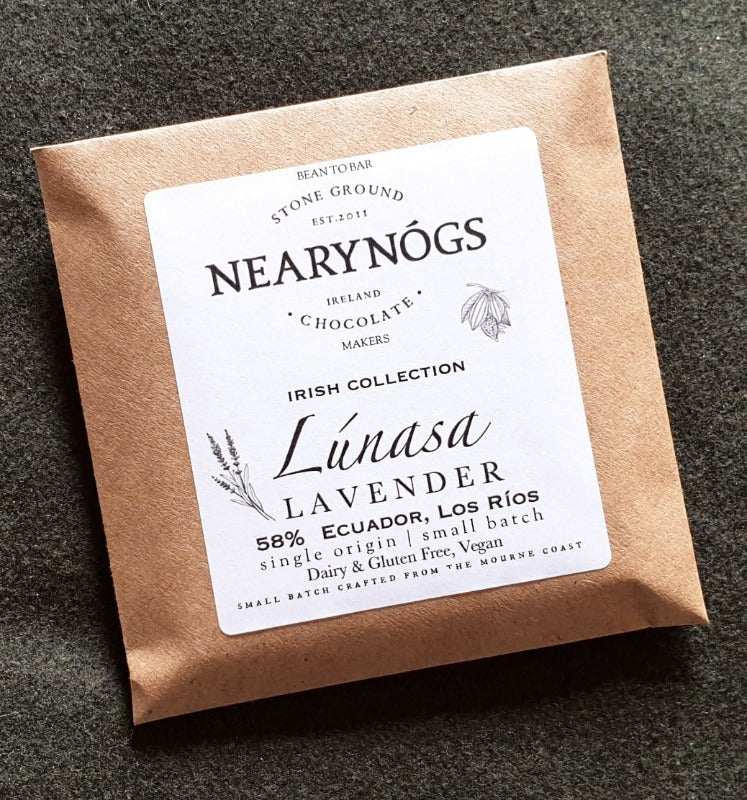 BEAN TO BAR
STONE GROUND
EST.2011
NEARYNÓGS
IRELAND
• CHOCOLATE •
MAKERS
IRISH COLLECTION
Lúnasa
LAVENDER
58% Ecuador, Los Ríos
single origin | small batch
Dairy & Gluten Free, Vegan
SMALL BATCH CRAFTED FROM THE MOURNE COAST